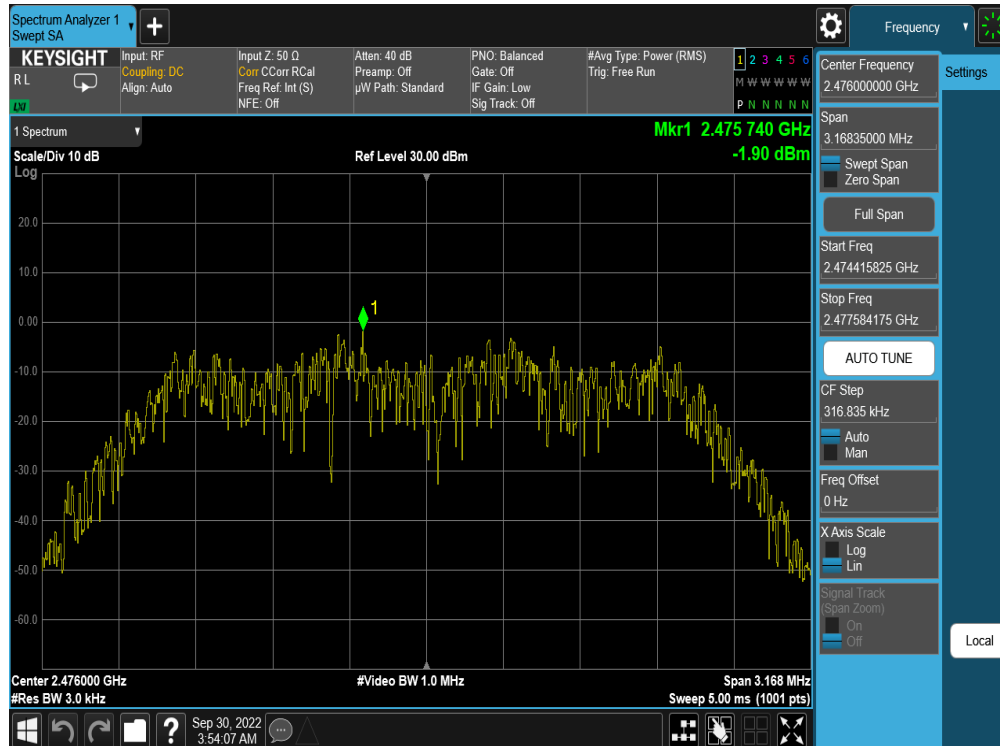 Spectrum Analyzer 1
Swept SA
Frequency
KEYSIGHT
R L
LXI
Input: RF
Coupling: DC
Align: Auto
Input Z: 50 Ω
Corr CCorr RCal
Freq Ref: Int (S)
NFE: Off
Atten: 40 dB
Preamp: Off
µW Path: Standard
PNO: Balanced
Gate: Off
IF Gain: Low
Sig Track: Off
#Avg Type: Power (RMS)
Trig: Free Run
1 2 3 4 5 6
M W W W W W
P N N N N N
1 Spectrum
Scale/Div 10 dB
Log
Ref Level 30.00 dBm
Mkr1 2.475 740 GHz
-1.90 dBm
1
20.0
10.0
0.00
-10.0
-20.0
-30.0
-40.0
-50.0
-60.0
Center 2.476000 GHz
#Res BW 3.0 kHz
#Video BW 1.0 MHz
Span 3.168 MHz
Sweep 5.00 ms (1001 pts)
Center Frequency
2.476000000 GHz
Settings
Span
3.16835000 MHz
Swept Span
Zero Span
Full Span
Start Freq
2.474415825 GHz
Stop Freq
2.477584175 GHz
AUTO TUNE
CF Step
316.835 kHz
Auto
Man
Freq Offset
0 Hz
X Axis Scale
Log
Lin
Signal Track
(Span Zoom)
On
Off
Local
?
Sep 30, 2022
3:54:07 AM